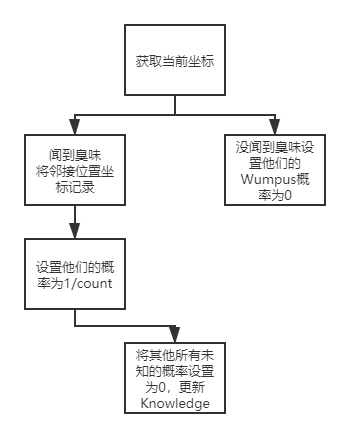 获取当前坐标
闻到臭味
将邻接位置坐
标记录
没闻到臭味设
置他们的
Wumpus概
率为0
设置他们的概
率为1/count
将其他所有未
知的概率设置
为0，更新
Knowledge